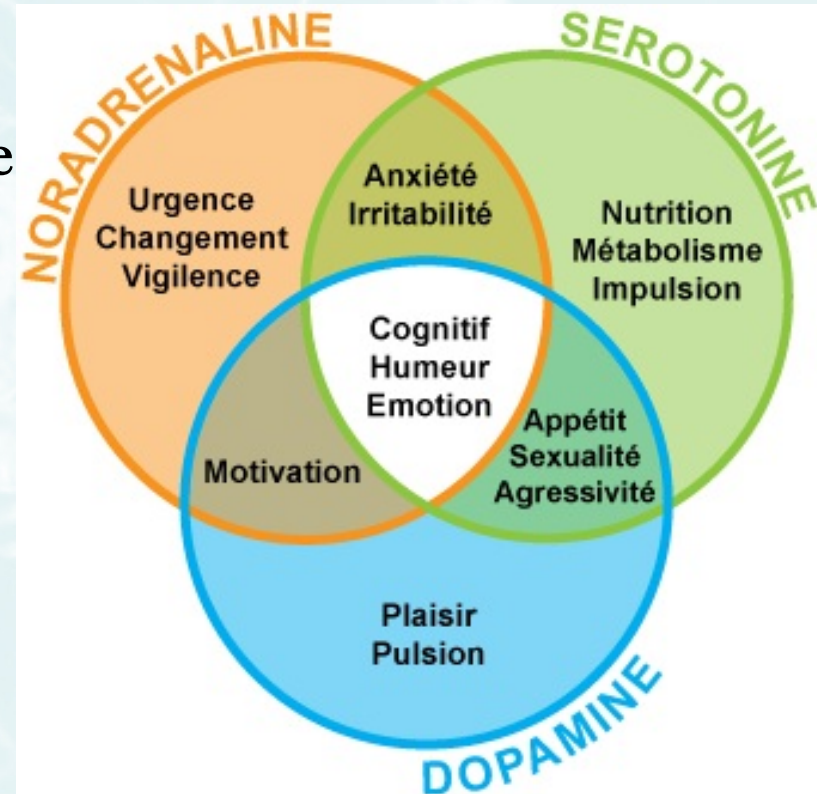 NORADRENALINE
SEROTONINE
e
Urgence
Changement
Vigilence
Anxiété
Irritabilité
Nutrition
Métabolisme
Impulsion
Cognitif
Humeur
Emotion
Motivation
Appétit
Sexualité
Agressivité
Plaisir
Pulsion
DOPAMINE